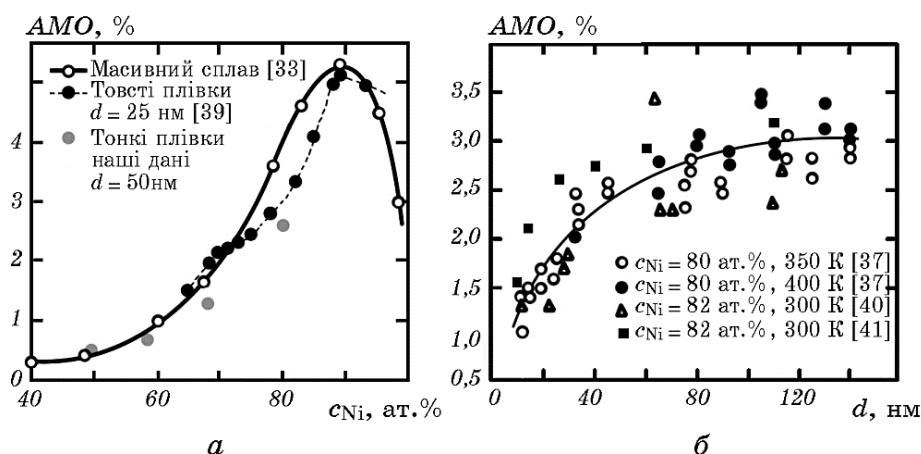 АМО, %
Масивний сплав [33]
Товсті плівки
d = 25 нм [39]
Тонкі плівки
наші дані
d = 50нм
5
4
3
2
1
0
40
60
80
cNi, ат.%
а
АМО, %
3,5
3,0
2,5
2,0
1,5
1,0
0,5
cNi = 80 ат.% , 350 К [37]
cNi = 80 ат.% , 400 К [37]
cNi = 82 ат.% , 300 К [40]
cNi = 82 ат.% , 300 К [41]
0
40
80
120
d, нм
б